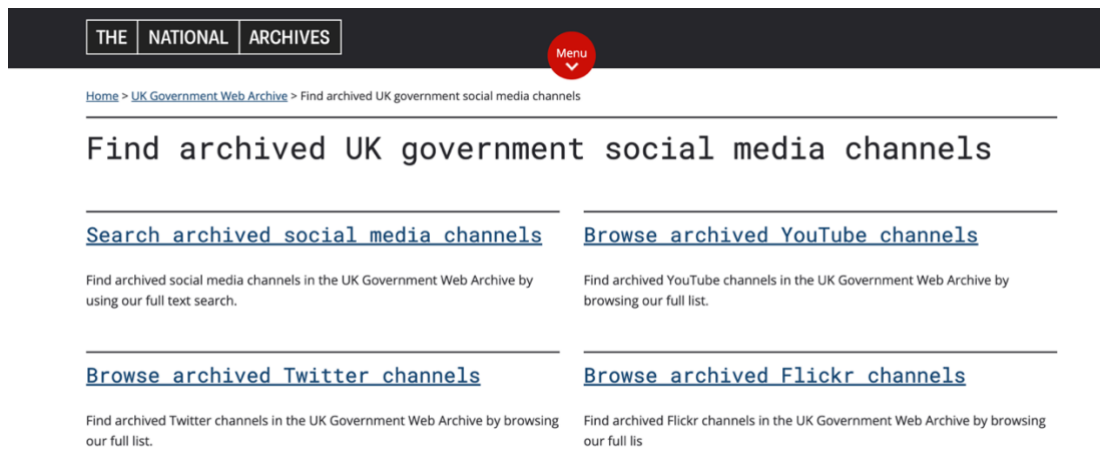 THE NATIONAL ARCHIVES
Menu
Home > UK Government Web Archive > Find archived UK government social media channels
Find archived UK government social media channels
Search archived social media channels
Find archived social media channels in the UK Government Web Archive by
using our full text search.
Browse archived YouTube channels
Find archived YouTube channels in the UK Government Web Archive by
browsing our full list.
Browse archived Twitter channels
Find archived Twitter channels in the UK Government Web Archive by browsing
our full list.
Browse archived Flickr channels
Find archived Flickr channels in the UK Government Web Archive by browsing
our full lis